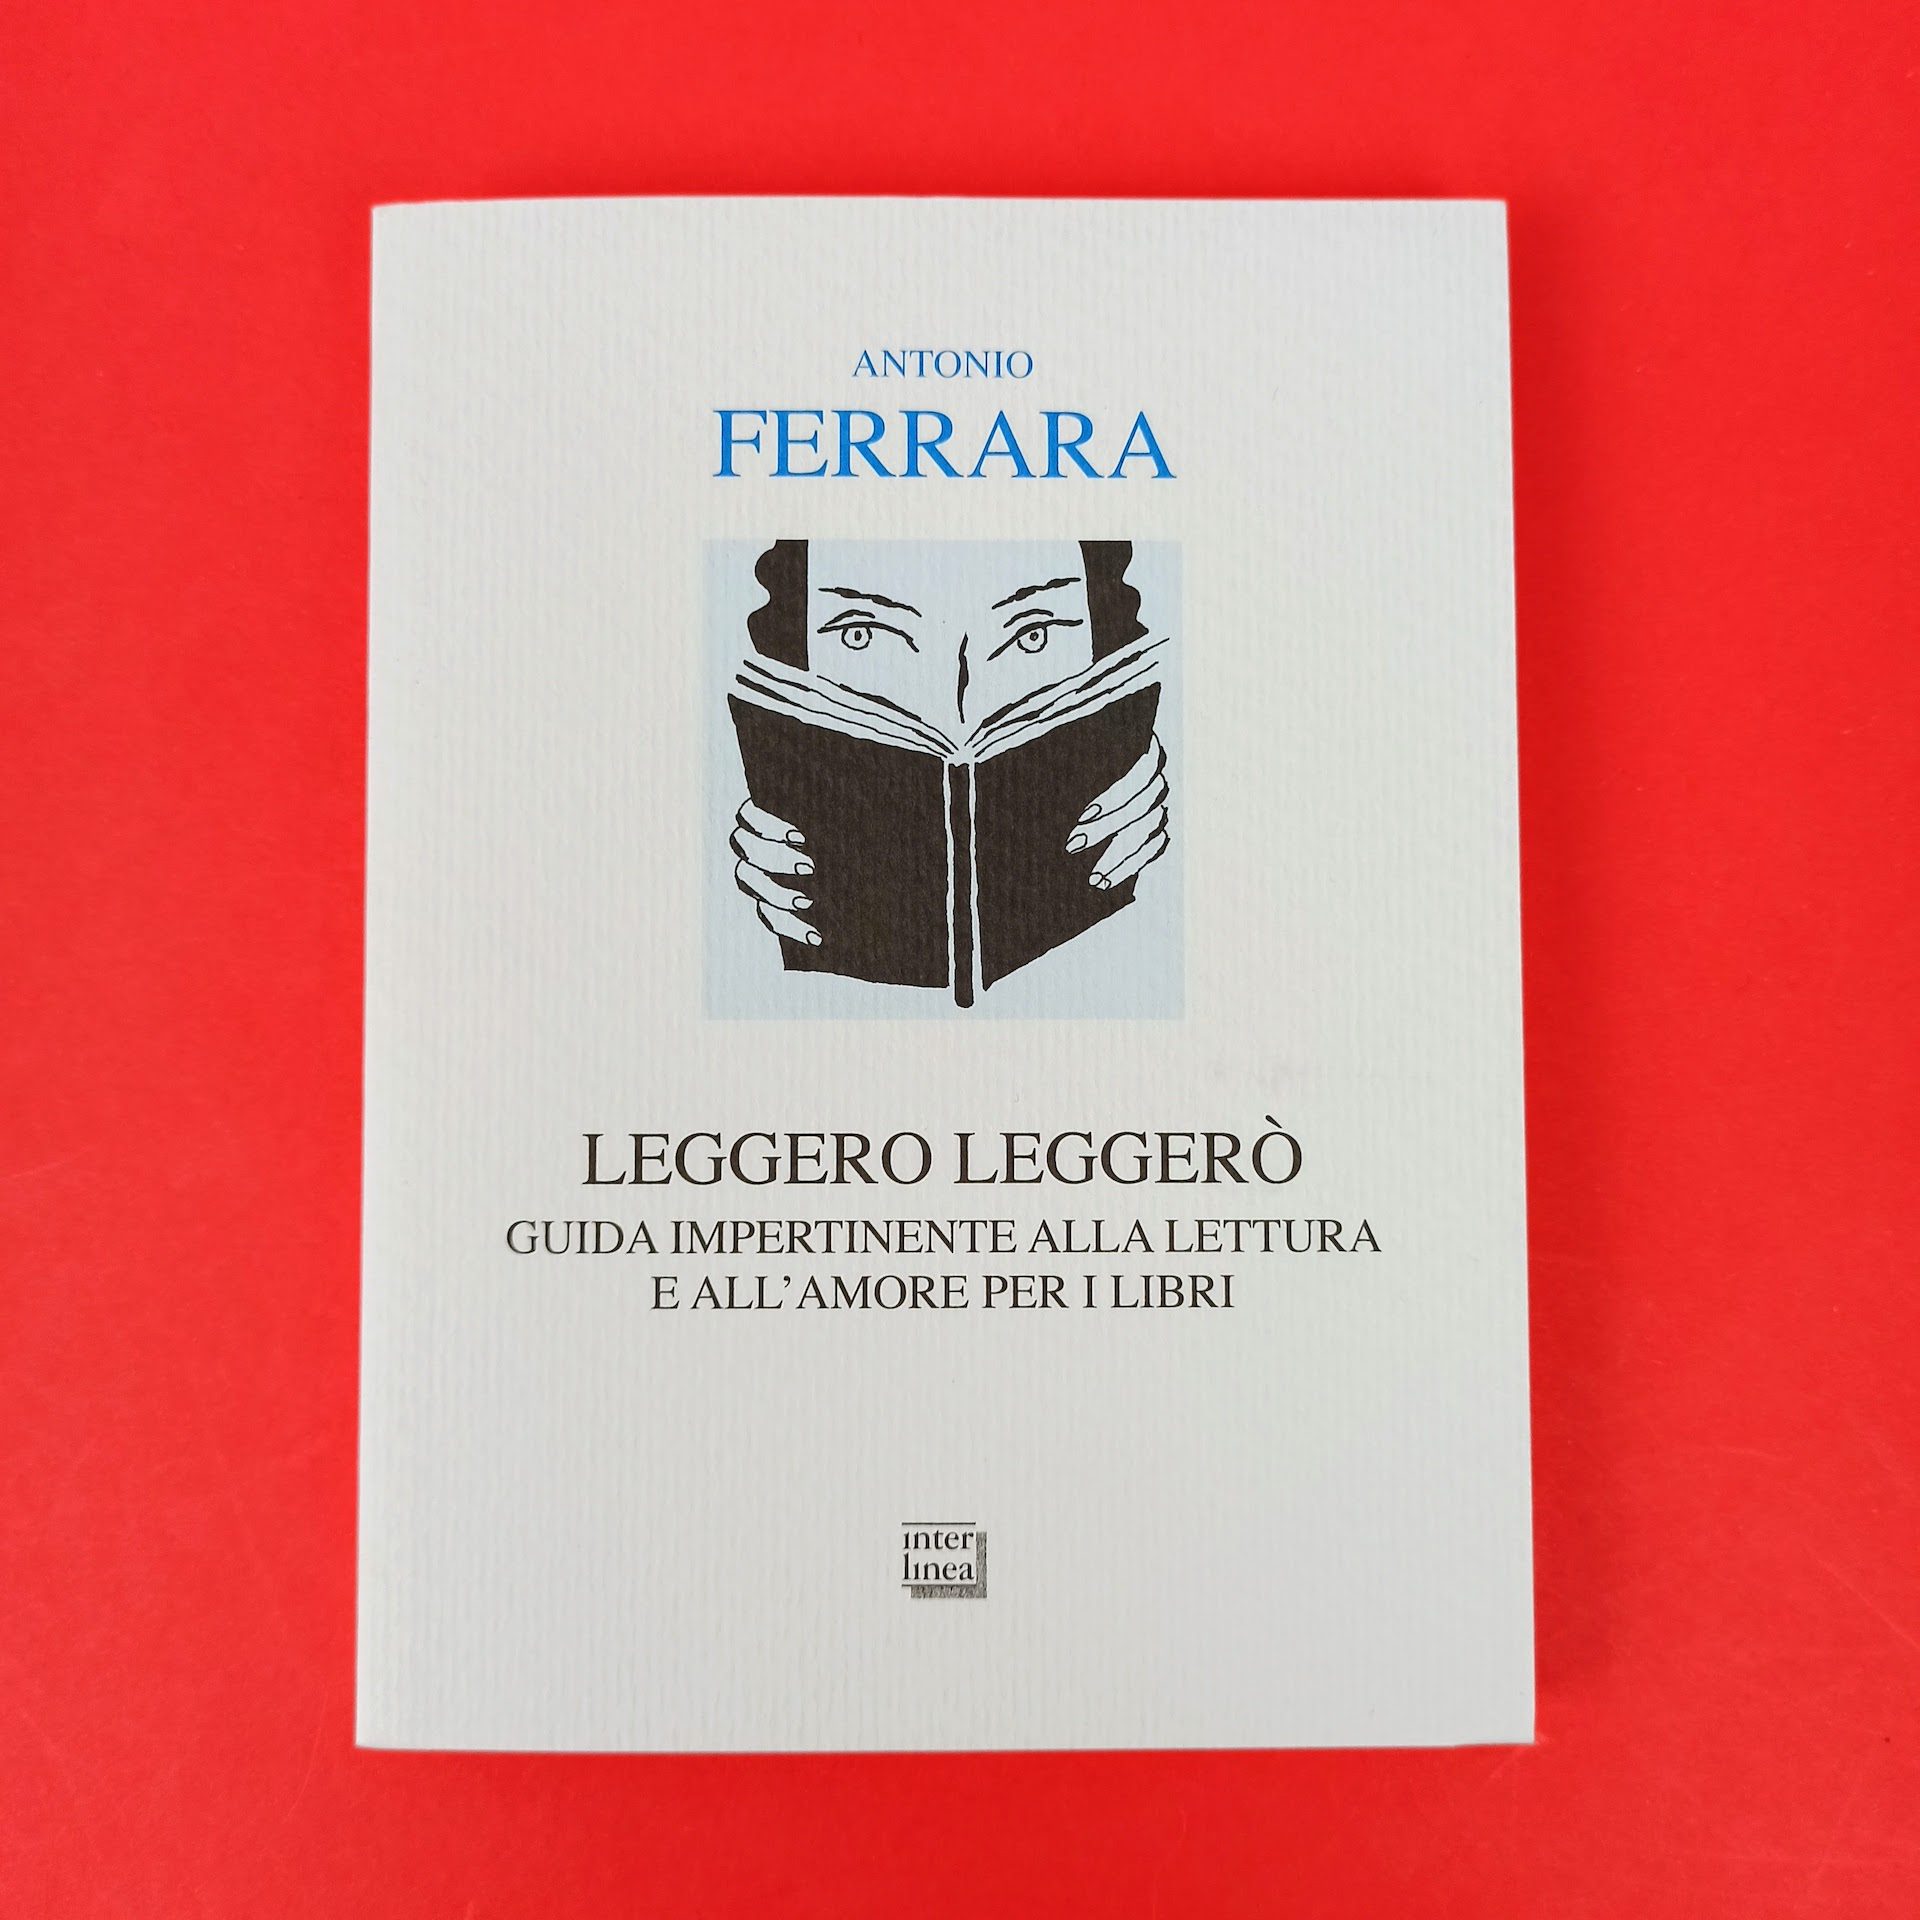 ANTONIO
FERRARA
LEGGERO LEGGERÒ
GUIDA IMPERTINENTE ALLA LETTURA
E ALL'AMORE PER I LIBRI
inter
linea